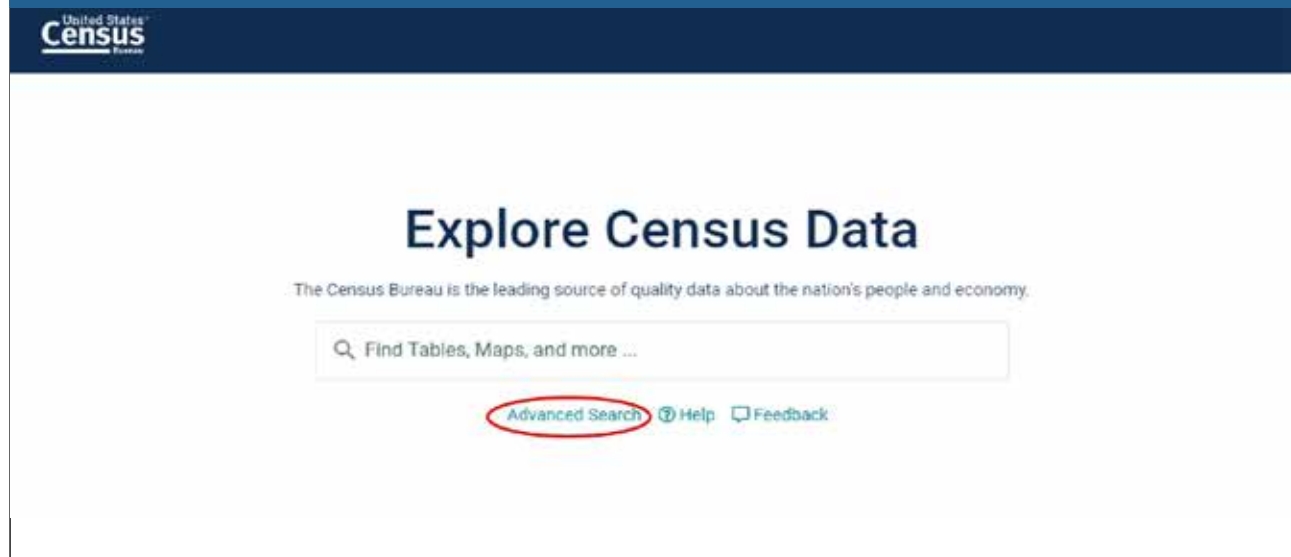 United States®
Census
Bureau
Explore Census Data
The Census Bureau is the leading source of quality data about the nation's people and economy.
Find Tables, Maps, and more ...
Advanced Search Help Feedback